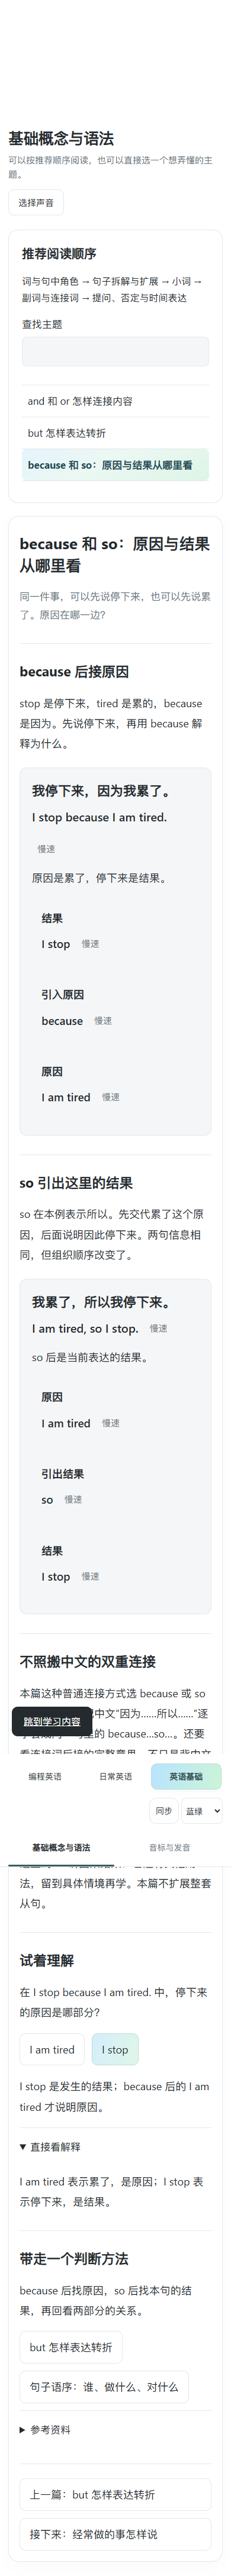 基础概念与语法
可以按推荐顺序阅读，也可以直接选一个想弄懂的主
题。
选择声音
推荐阅读顺序
词与句中角色 → 句子拆解与扩展 → 小词 →
副词与连接词 → 提问、否定与时间表达
查找主题
and 和 or 怎样连接内容
but 怎样表达转折
because 和 so：原因与结果从哪里看
because 和 so：原因与结果
从哪里看
同一件事，可以先说停下来，也可以先说累
了。原因在哪一边？
because 后接原因
stop 是停下来，tired 是累的，because
是因为。先说停下来，再用 because 解
释为什么。
我停下来，因为我累了。
I stop because I am tired.
慢速
原因是累了，停下来是结果。
结果
I stop 慢速
引入原因
because 慢速
原因
I am tired 慢速
so 引出这里的结果
so 在本例表示所以。先交代累了这个原
因，后面说明因此停下来。两句信息相
同，但组织顺序改变了。
我累了，所以我停下来。
I am tired, so I stop. 慢速
so 后是当前表达的结果。
原因
I am tired 慢速
引出结果
so 慢速
结果
I stop 慢速
不照搬中文的双重连接
本篇这种普通连接方式选 because 或 so
中文“因为……所以……”逐
because...so...。还要
跳到学习内容
编程英语 日常英语 英语基础
同步 蓝绿
基础概念与语法 音标与发音
法，留到具体情境再学。本篇不扩展整套
从句。
试着理解
在 I stop because I am tired. 中，停下来
的原因是哪部分？
I am tired I stop
I stop 是发生的结果；because 后的 I am
tired 才说明原因。
▼ 直接看解释
I am tired 表示累了，是原因；I stop 表
示停下来，是结果。
带走一个判断方法
because 后找原因，so 后找本句的结
果，再回看两部分的关系。
but 怎样表达转折
句子语序：谁、做什么、对什么
▶ 参考资料
上一篇：but 怎样表达转折
接下来：经常做的事怎样说